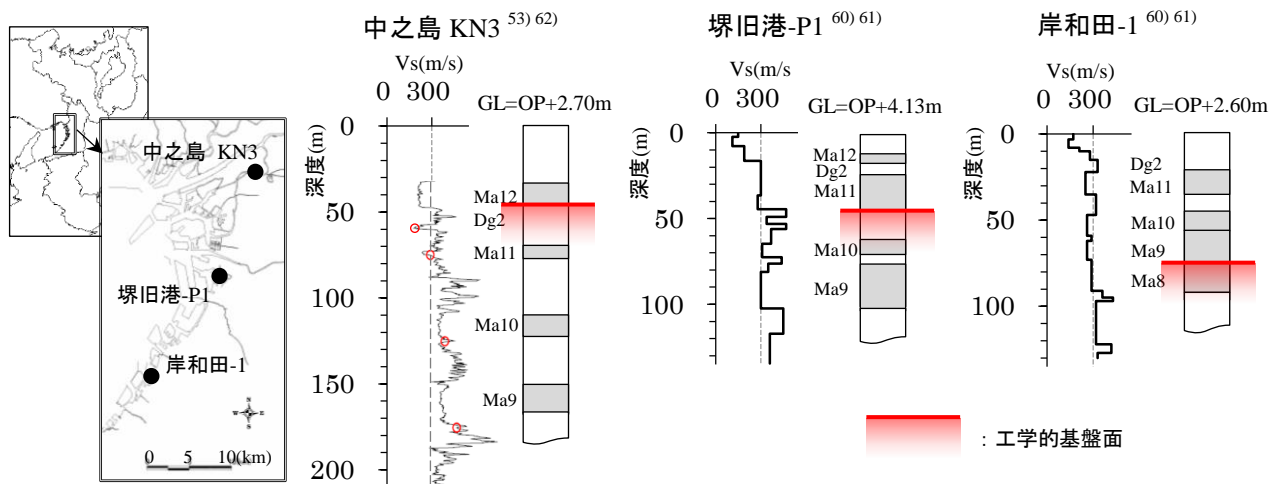 中之島 KN3 53) 62)
Vs(m/s)
0 300
GL=OP+2.70m
深度(m)
0
50
100
150
200
Ma12
Dg2
Ma11
Ma10
Ma9
堺旧港-P1 60) 61)
Vs(m/s
0 300
GL=OP+4.13m
深度(m)
0
50
100
Ma12
Dg2
Ma11
Ma10
Ma9
岸和田-1 60) 61)
Vs(m/s)
0 300
GL=OP+2.60m
深度(m)
0
50
100
Dg2
Ma11
Ma10
Ma9
Ma8
中之島 KN3
堺旧港-P1
岸和田-1
N
W E
S
0 5 10(km)
：工学的基盤面